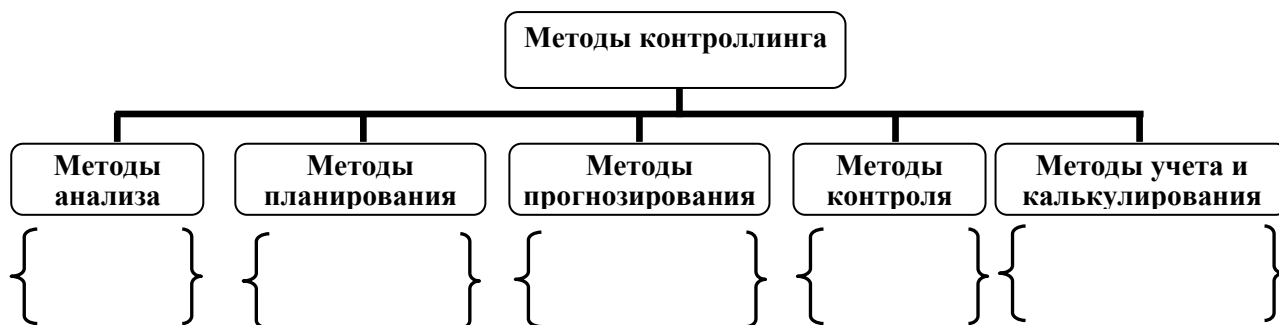 Методы контроллинга
Методы
анализа
Методы
планирования
Методы
прогнозирования
Методы
контроля
Методы учета и
калькулирования